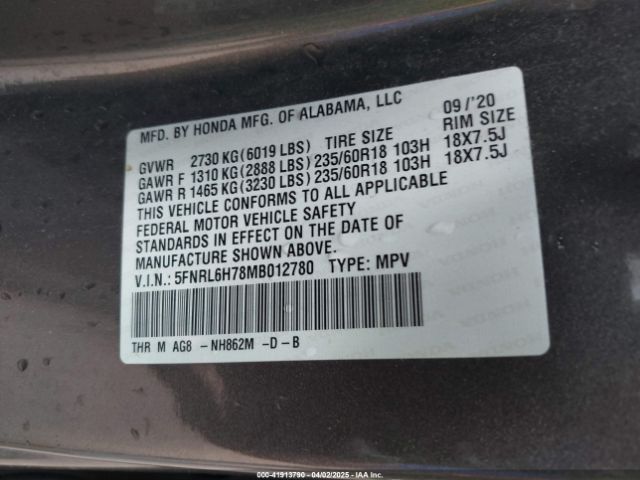 MFD. BY HONDA MFG. OF ALABAMA, LLC 09/'20
GVWR 2730 KG(6019 LBS) TIRE SIZE RIM SIZE
GAWR F 1310 KG(2888 LBS) 235/60R18 103H 18X7.5J
GAWR R 1465 KG(3230 LBS) 235/60R18 103H 18X7.5J
THIS VEHICLE CONFORMS TO ALL APPLICABLE
FEDERAL MOTOR VEHICLE SAFETY
STANDARDS IN EFFECT ON THE DATE OF
MANUFACTURE SHOWN ABOVE.
V.I.N.: 5FNRL6H78MB012780 TYPE: MPV
THR M AG8 -NH862M -D-B
000-41913790 - 04/02/2025 - IAA Inc.